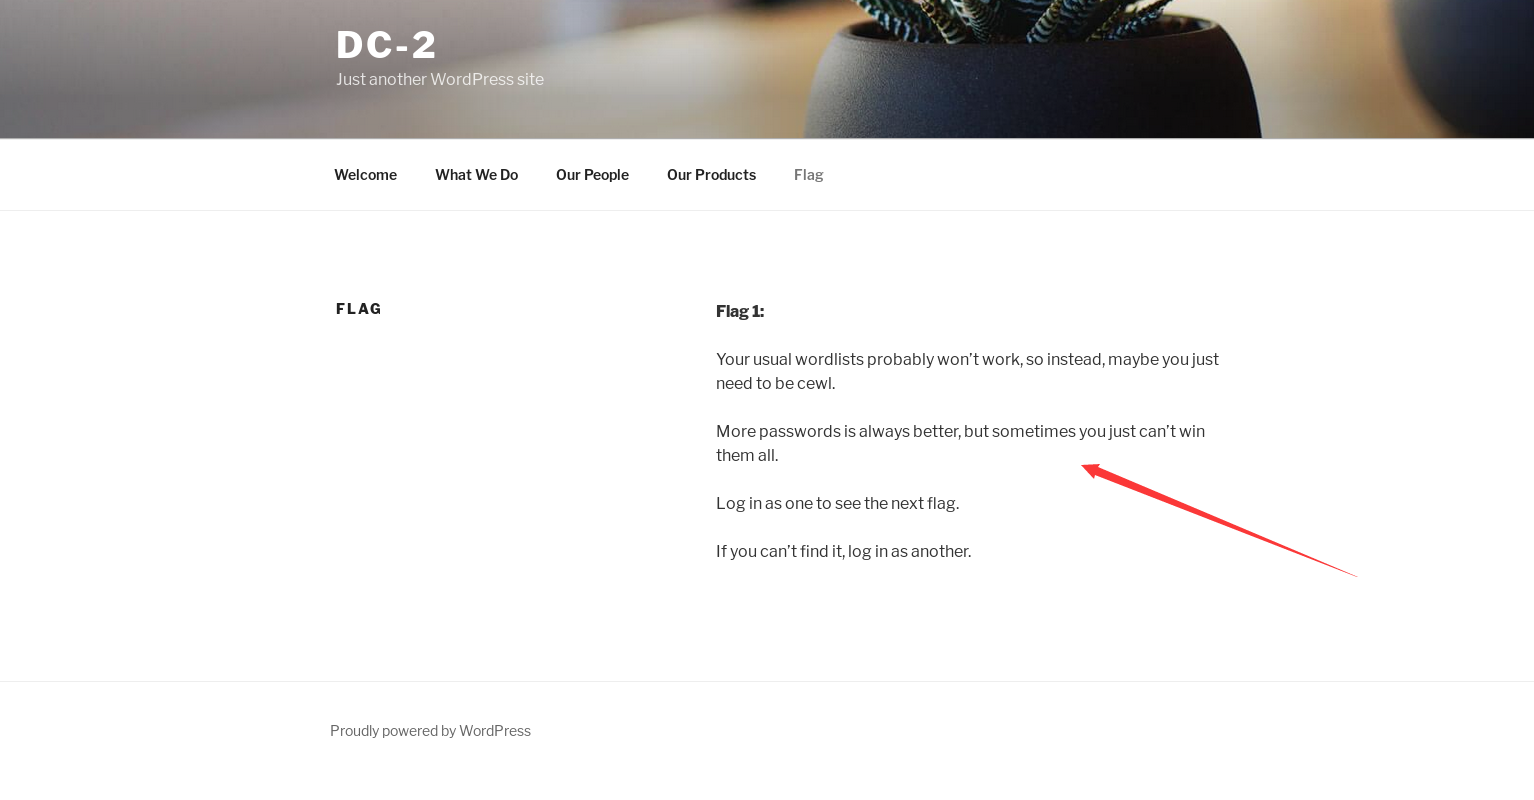 DC-2
Just another WordPress site
Welcome What We Do Our People Our Products Flag
FLAG
Flag 1:
Your usual wordlists probably won’t work, so instead, maybe you just
need to be cewl.
More passwords is always better, but sometimes you just can’t win
them all.
Log in as one to see the next flag.
If you can’t find it, log in as another.
Proudly powered by WordPress